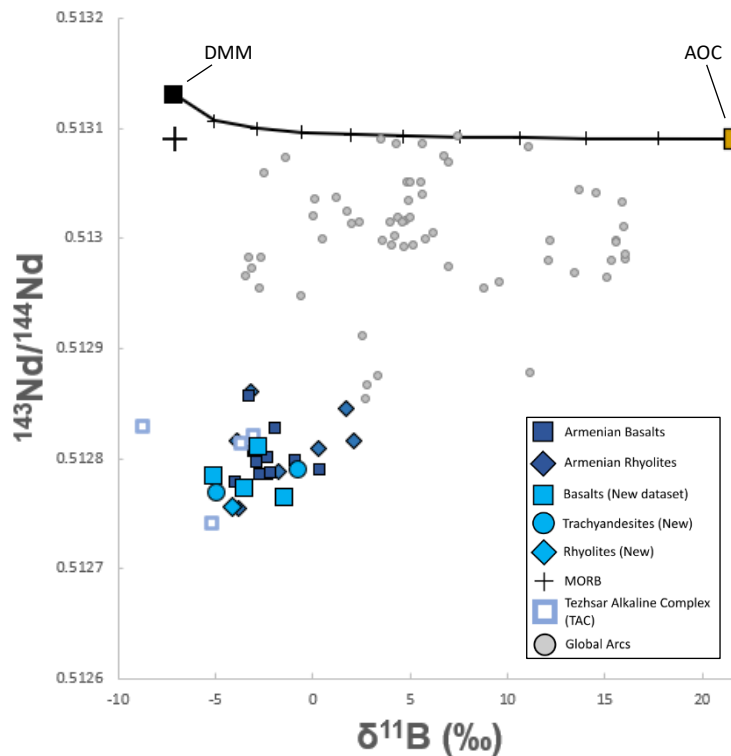 0.5132
DMM
AOC
0.5131
0.513
0.5129
0.5128
0.5127
0.5126
143Nd/144Nd
Armenian Basalts
Armenian Rhyolites
Basalts (New dataset)
Trachyandesites (New)
Rhyolites (New)
MORB
Tezhsar Alkaline Complex
(TAC)
Global Arcs
-10
-5
0
5
10
15
20
δ11B (‰)